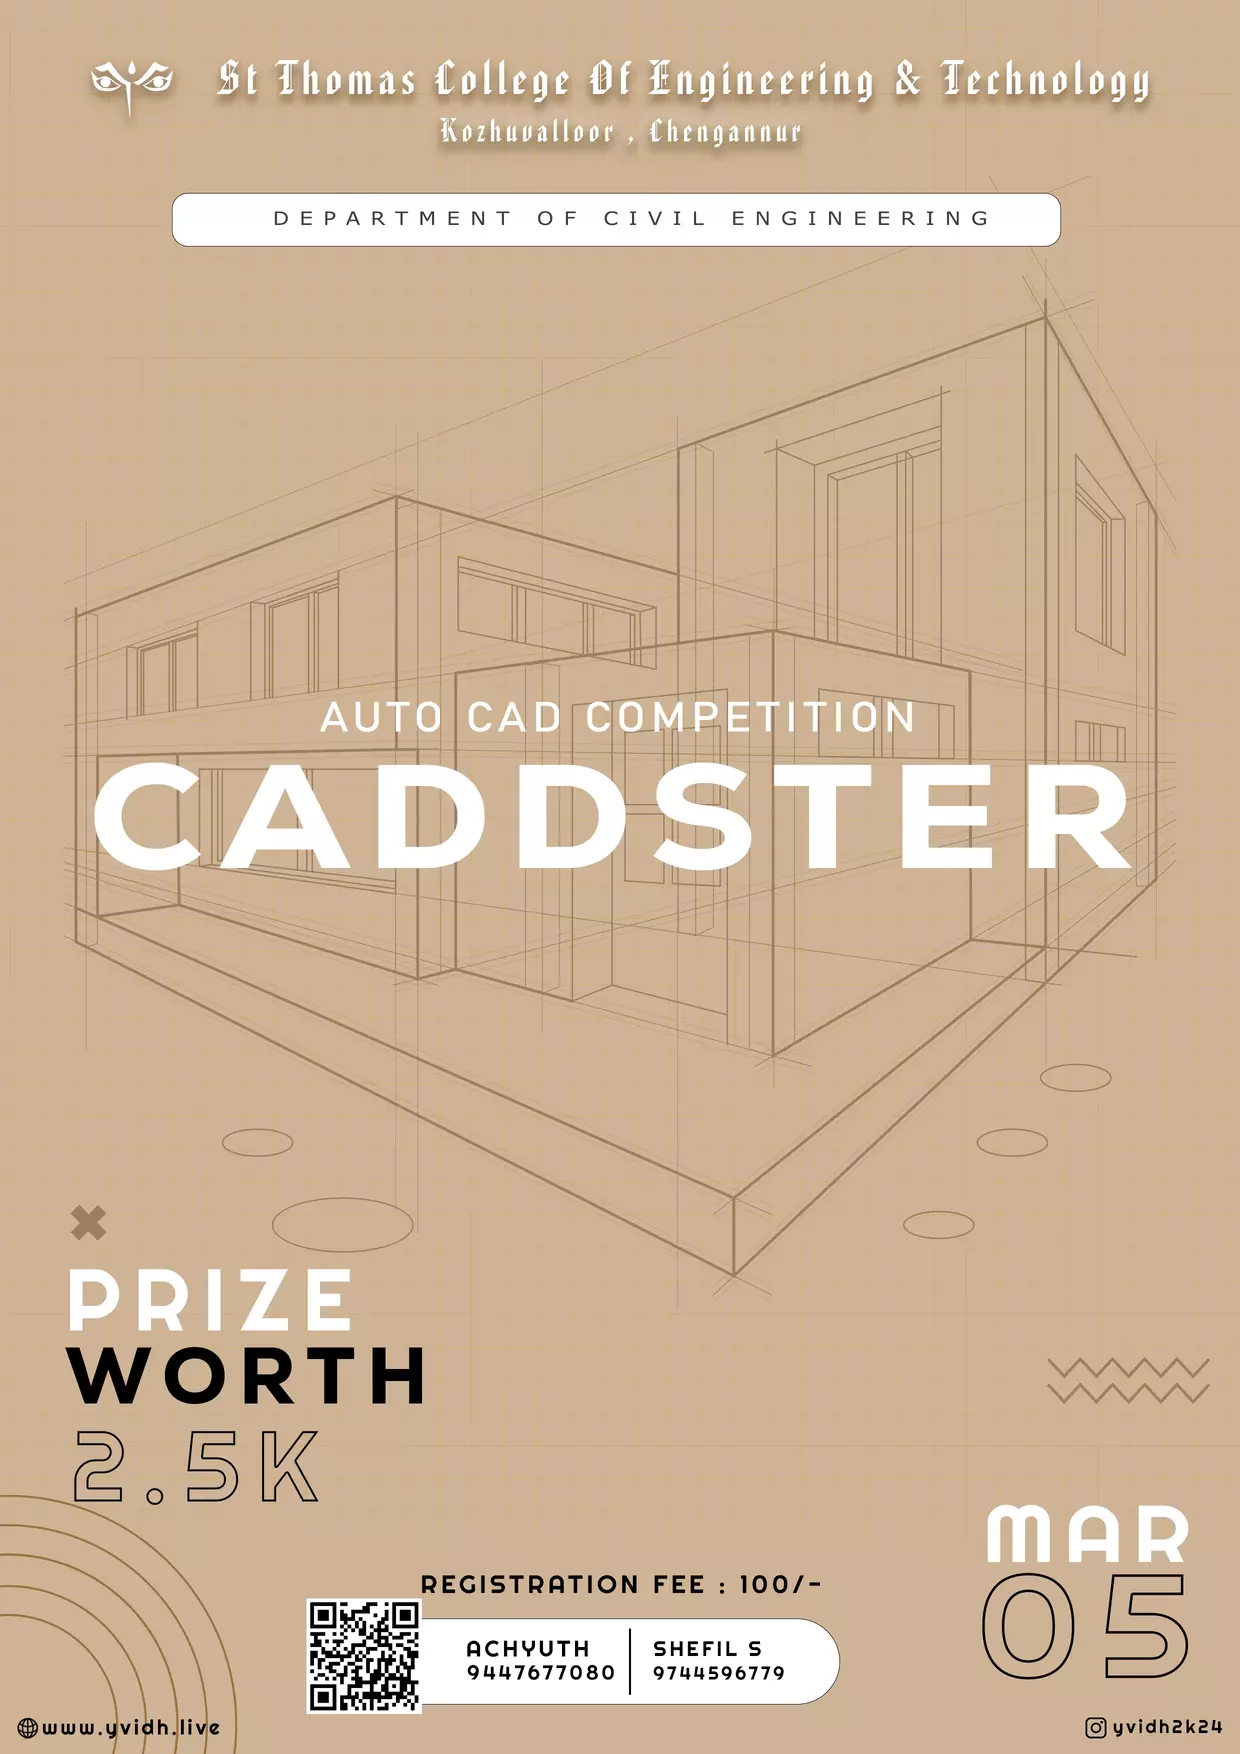 St Thomas College Of Engineering & Technology
Kozhuvalloor , Chengannur
DEPARTMENT OF CIVIL ENGINEERING
AUTO CAD COMPETITION
CADDSTER
PRIZE
WORTH
2.5K
MAR
05
REGISTRATION FEE : 100/-
ACHYUTH
9447677080
SHEFIL S
9744596779
www.yvidh.live
yvidh2k24